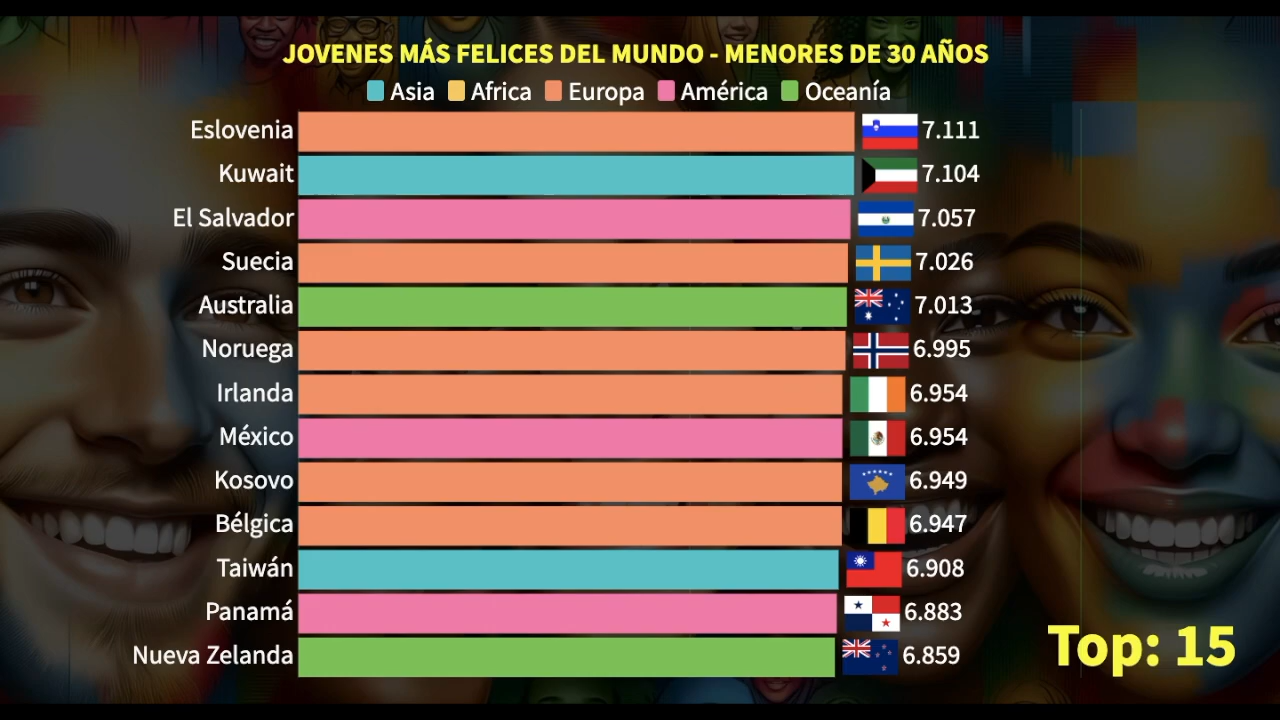 JOVENES MÁS FELICES DEL MUNDO - MENORES DE 30 AÑOS
Asia Africa Europa América Oceanía
Eslovenia 7.111
Kuwait 7.104
El Salvador 7.057
Suecia 7.026
Australia 7.013
Noruega 6.995
Irlanda 6.954
México 6.954
Kosovo 6.949
Bélgica 6.947
Taiwán 6.908
Panamá 6.883
Nueva Zelanda 6.859
Top: 15